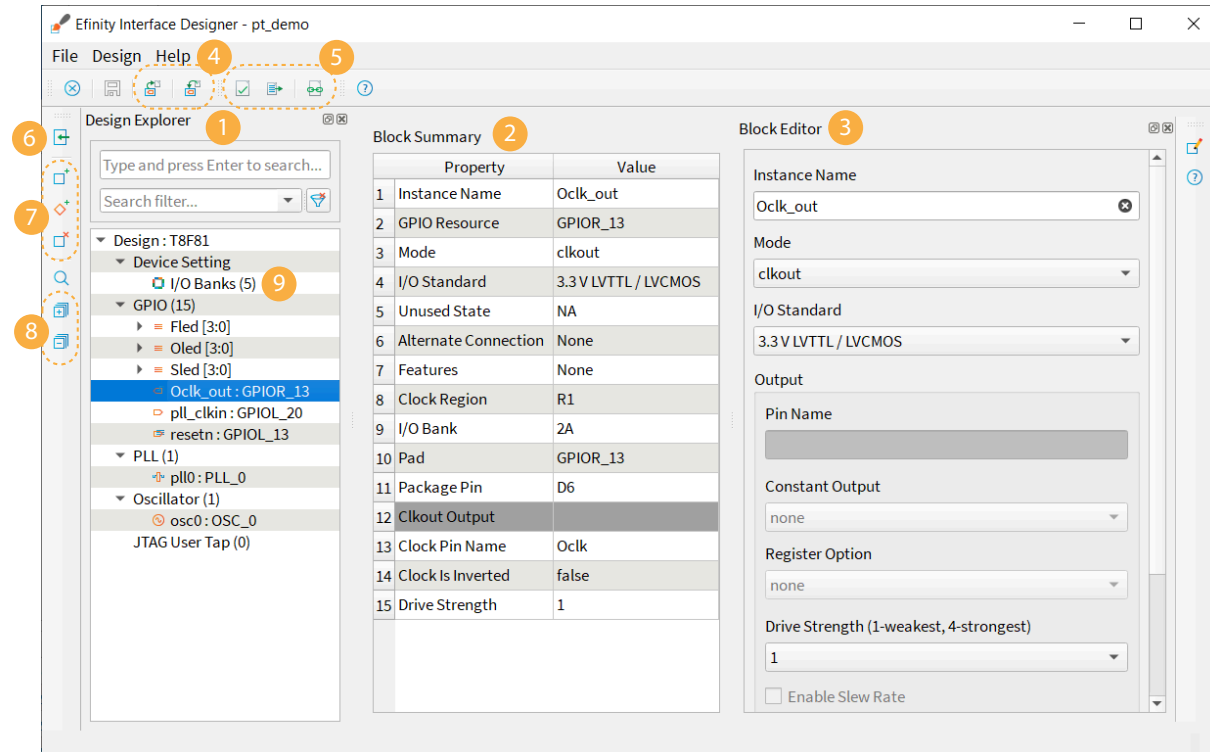 Efinity Interface Designer - pt_demo
File Design Help 4 5
Design Explorer 1
Block Summary 2
Block Editor 3
6
7
8
Type and press Enter to search...
Search filter...
Design : T8F81
Device Setting
I/O Banks (5) 9
GPIO (15)
Fled [3:0]
Oled [3:0]
Sled [3:0]
Oclk_out : GPIOR_13
pll_clkin : GPIOL_20
resetn : GPIOL_13
PLL (1)
pll0 : PLL_0
Oscillator (1)
osc0 : OSC_0
JTAG User Tap (0)
Property Value
1 Instance Name Oclk_out
2 GPIO Resource GPIOR_13
3 Mode clkout
4 I/O Standard 3.3 V LVTTL / LVCMOS
5 Unused State NA
6 Alternate Connection None
7 Features None
8 Clock Region R1
9 I/O Bank 2A
10 Pad GPIOR_13
11 Package Pin D6
12 Clkout Output
13 Clock Pin Name Oclk
14 Clock Is Inverted false
15 Drive Strength 1
Instance Name
Oclk_out
Mode
clkout
I/O Standard
3.3 V LVTTL / LVCMOS
Output
Pin Name
Constant Output
none
Register Option
none
Drive Strength (1-weakest, 4-strongest)
1
Enable Slew Rate